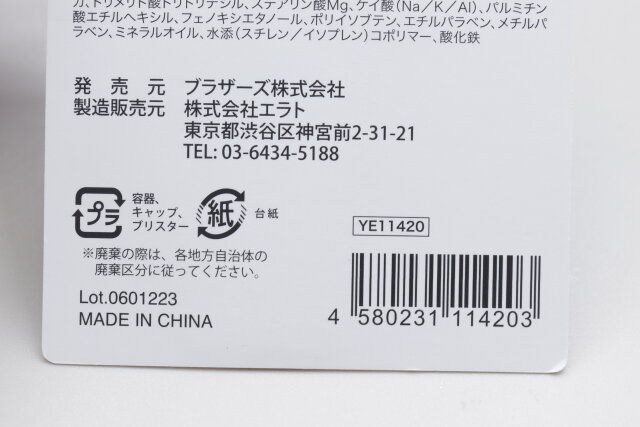 カ、トリメリト酸トリトリデシル、ステアリン酸Mg、ケイ酸(Na/K/Al)、パルミチン
酸エチルヘキシル、フェノキシエタノール、ポリイソブテン、エチルパラベン、メチルパ
ラベン、ミネラルオイル、水添(スチレン/イソプレン)コポリマー、酸化鉄
発売元 ブラザーズ株式会社
製造販売元 株式会社エラト
東京都渋谷区神宮前2-31-21
TEL: 03-6434-5188
プラ
容器、
キャップ、
ブリスター
紙
台紙
※廃棄の際は、各地方自治体の
廃棄区分に従ってください。
YE11420
Lot.0601223
MADE IN CHINA
4 580231 114203